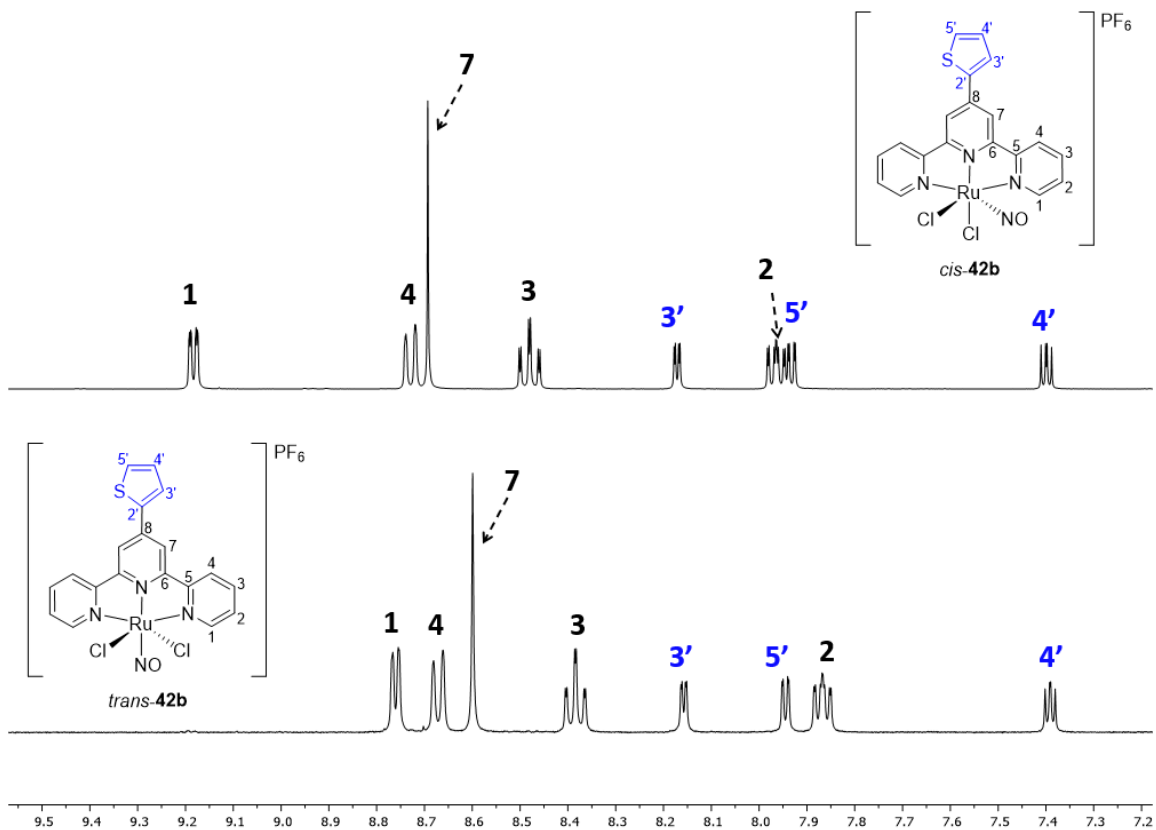 PF6
5' 4'
S 3'
2'
8 7
4
6 5 3
N
N N 2
Ru 1
Cl NO
Cl
cis-42b
7
1 4 3 3' 2 5' 4'
PF6
5' 4'
S 3'
2'
8 7
4
6 5 3
N
N N 2
Ru 1
Cl Cl
NO
trans-42b
7
1 4 3 3' 5' 2 4'
9.5 9.4 9.3 9.2 9.1 9.0 8.9 8.8 8.7 8.6 8.5 8.4 8.3 8.2 8.1 8.0 7.9 7.8 7.7 7.6 7.5 7.4 7.3 7.2